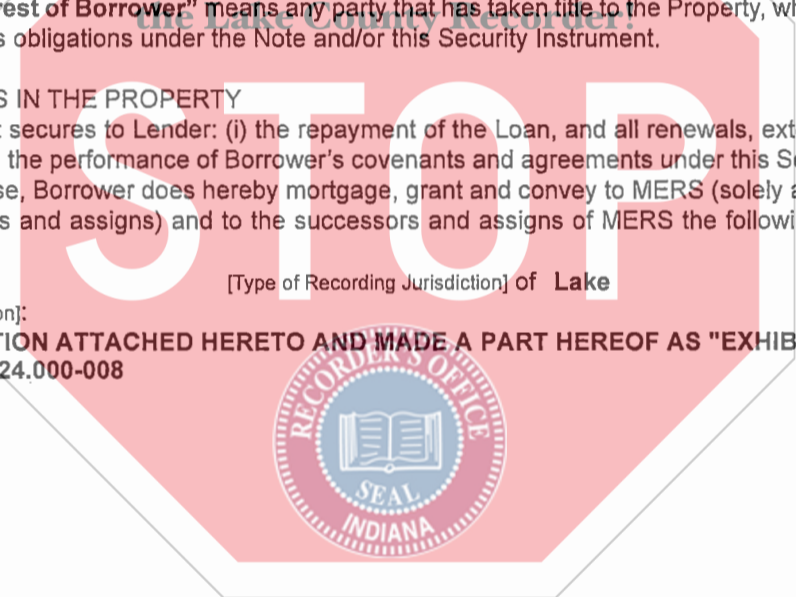 rest of Borrower” means any party that has taken title to the Property, wh
the Lake County Recorder!
s obligations under the Note and/or this Security Instrument.
S IN THE PROPERTY
secures to Lender: (i) the repayment of the Loan, and all renewals, ext
the performance of Borrower's covenants and agreements under this Se
se, Borrower does hereby mortgage, grant and convey to MERS (solely a
s and assigns) and to the successors and assigns of MERS the followi
STOP
[Type of Recording Jurisdiction] of Lake
on]:
TION ATTACHED HERETO AND MADE A PART HEREOF AS "EXHIB
24.000-008
RECORDER'S OFFICE
SEAL
INDIANA